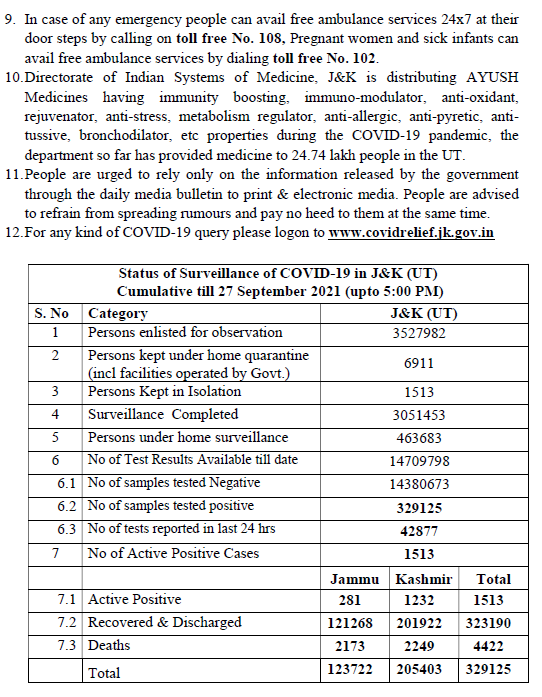 9. In case of any emergency people can avail free ambulance services 24x7 at their
door steps by calling on toll free No. 108, Pregnant women and sick infants can
avail free ambulance services by dialing toll free No. 102.
10.Directorate of Indian Systems of Medicine, J&K is distributing AYUSH
Medicines having immunity boosting, immuno-modulator, anti-oxidant,
rejuvenator, anti-stress, metabolism regulator, anti-allergic, anti-pyretic, anti-
tussive, bronchodilator, etc properties during the COVID-19 pandemic, the
department so far has provided medicine to 24.74 lakh people in the UT.
11.People are urged to rely only on the information released by the government
through the daily media bulletin to print & electronic media. People are advised
to refrain from spreading rumours and pay no heed to them at the same time.
12.For any kind of COVID-19 query please logon to www.covidrelief.jk.gov.in
Status of Surveillance of COVID-19 in J&K (UT)
Cumulative till 27 September 2021 (upto 5:00 PM)
S. No Category J&K (UT)
1 Persons enlisted for observation 3527982
2 Persons kept under home quarantine
(incl facilities operated by Govt.) 6911
3 Persons Kept in Isolation 1513
4 Surveillance Completed 3051453
5 Persons under home surveillance 463683
6 No of Test Results Available till date 14709798
6.1 No of samples tested Negative 14380673
6.2 No of samples tested positive 329125
6.3 No of tests reported in last 24 hrs 42877
7 No of Active Positive Cases 1513
Jammu Kashmir Total
7.1 Active Positive 281 1232 1513
7.2 Recovered & Discharged 121268 201922 323190
7.3 Deaths 2173 2249 4422
Total 123722 205403 329125